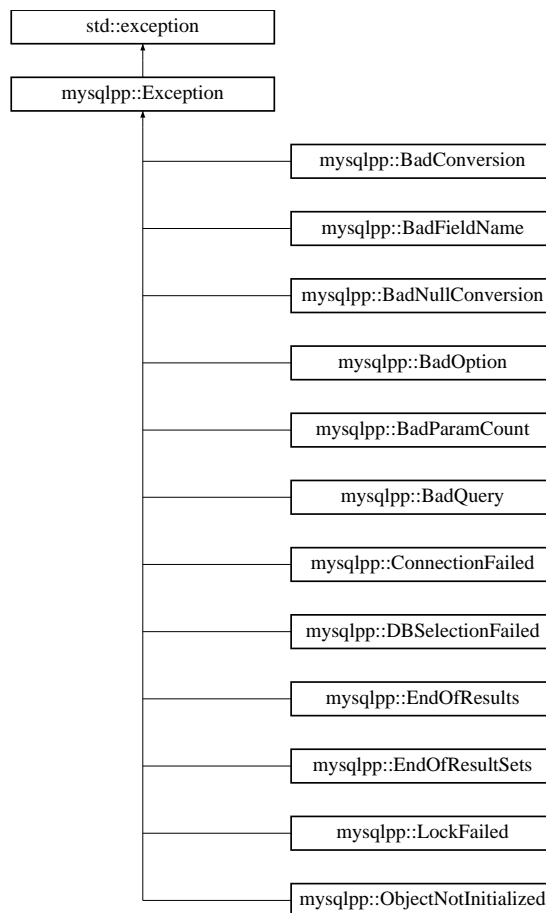 std::exception
mysqlpp::Exception
mysqlpp::BadConversion
mysqlpp::BadFieldName
mysqlpp::BadNullConversion
mysqlpp::BadOption
mysqlpp::BadParamCount
mysqlpp::BadQuery
mysqlpp::ConnectionFailed
mysqlpp::DBSelectionFailed
mysqlpp::EndOfResults
mysqlpp::EndOfResultSets
mysqlpp::LockFailed
mysqlpp::ObjectNotInitialized